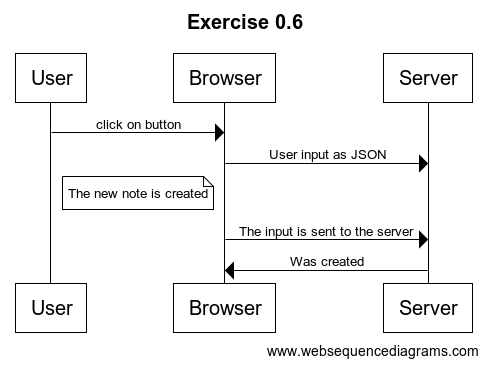 Exercise 0.6
User
Browser
Server
click on button
User input as JSON
The new note is created
The input is sent to the server
Was created
User
Browser
Server
www.websequencediagrams.com